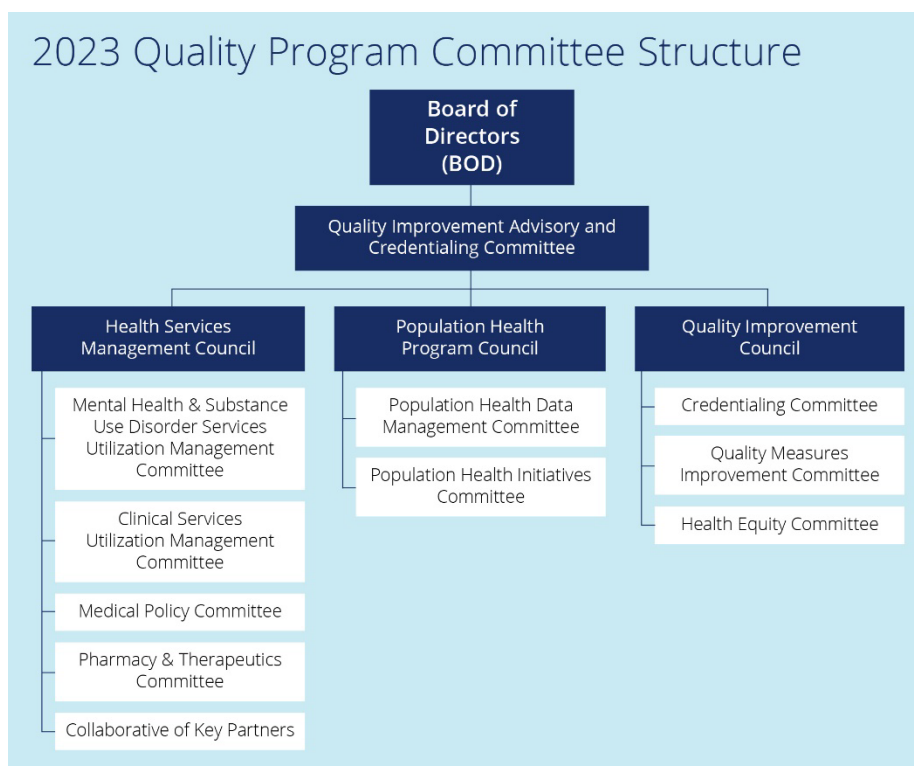 2023 Quality Program Committee Structure
Board of
Directors
(BOD)
Quality Improvement Advisory and
Credentialing Committee
Health Services
Management Council
Mental Health & Substance
Use Disorder Services
Utilization Management
Committee
Clinical Services
Utilization Management
Committee
Medical Policy Committee
Pharmacy & Therapeutics
Committee
Collaborative of Key Partners
Population Health
Program Council
Population Health Data
Management Committee
Population Health Initiatives
Committee
Quality Improvement
Council
Credentialing Committee
Quality Measures
Improvement Committee
Health Equity Committee